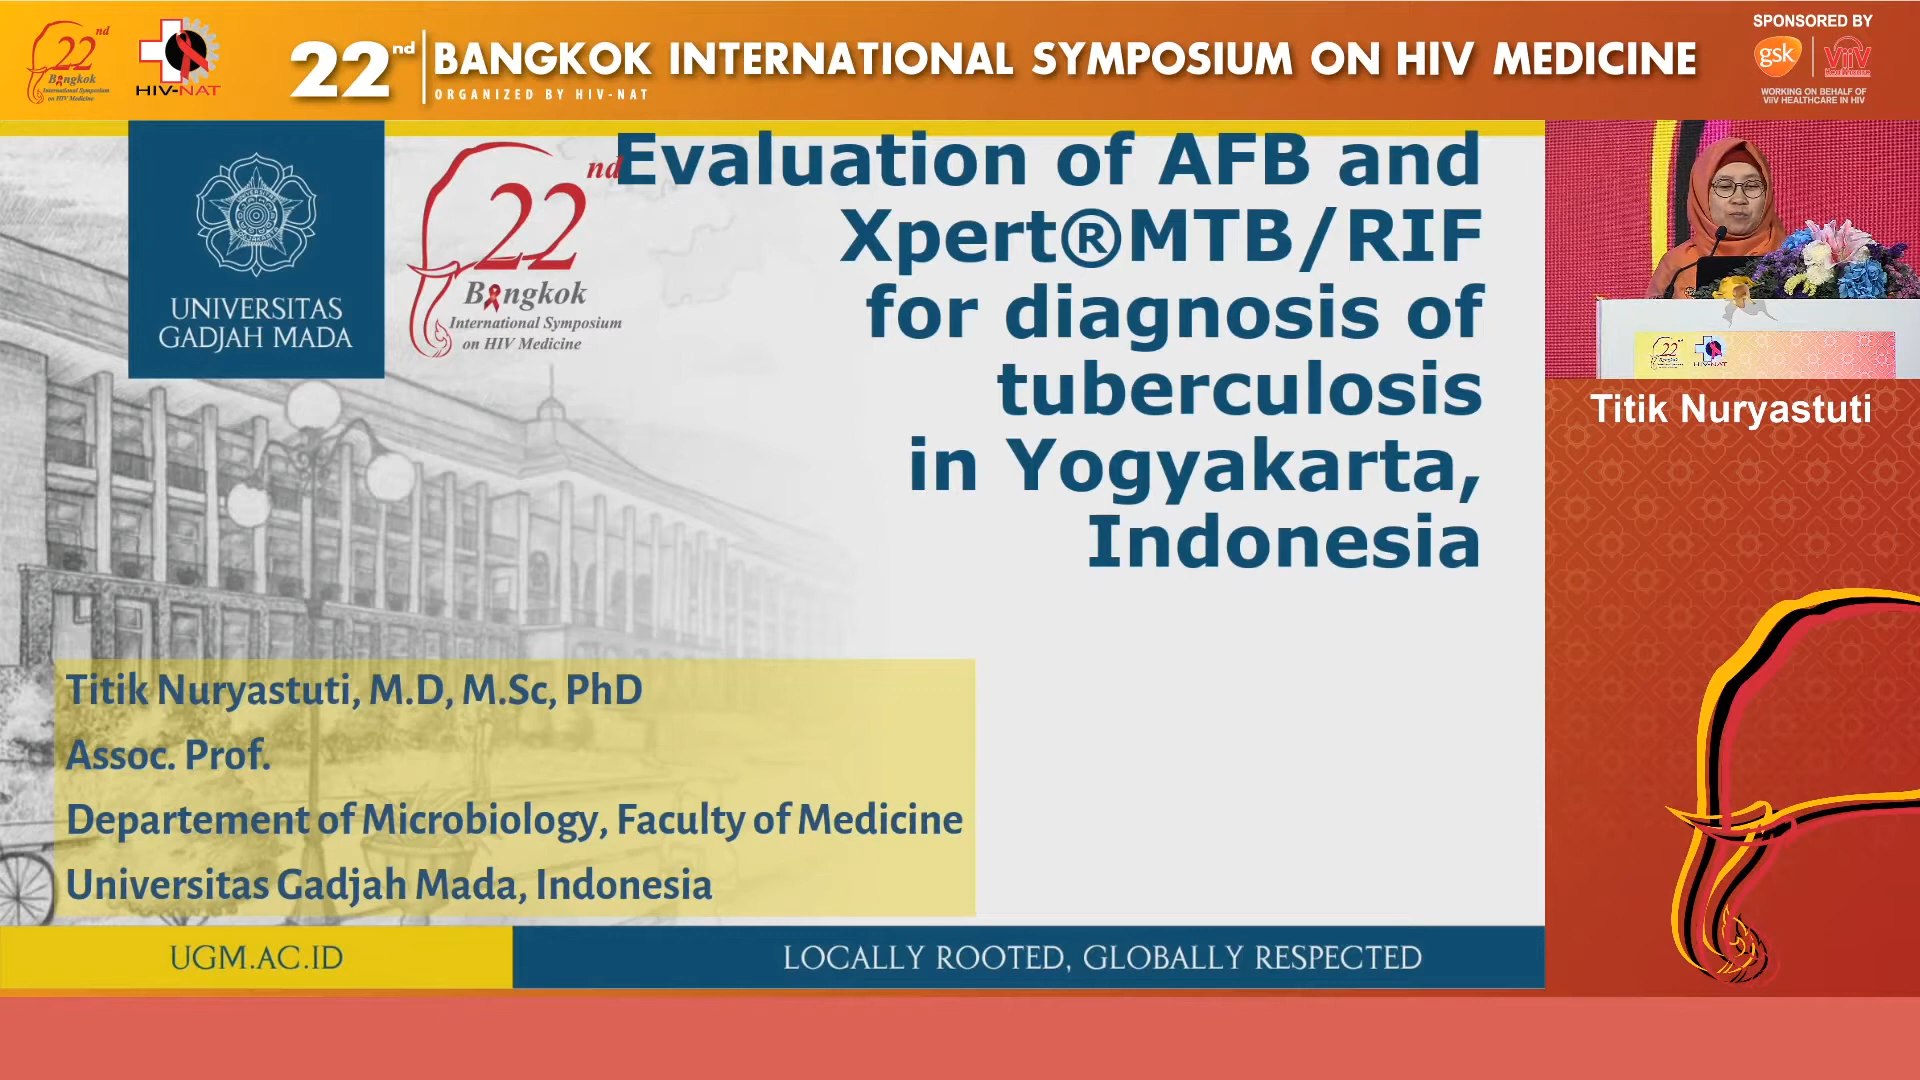 22nd
Bangkok
International Symposium
on HIV Medicine
HIV-NAT
22nd BANGKOK INTERNATIONAL SYMPOSIUM ON HIV MEDICINE
ORGANIZED BY HIV-NAT
SPONSORED BY
gsk
ViiV
WORKING ON BEHALF OF
ViiV HEALTHCARE IN HIV
UNIVERSITAS
GADJAH MADA
22nd
Bangkok
International Symposium
on HIV Medicine
Evaluation of AFB and
Xpert®MTB/RIF
for diagnosis of
tuberculosis
in Yogyakarta,
Indonesia
22nd
HIV-NAT
Titik Nuryastuti
Titik Nuryastuti, M.D, M.Sc, PhD
Assoc. Prof.
Departement of Microbiology, Faculty of Medicine
Universitas Gadjah Mada, Indonesia
UGM.AC.ID
LOCALLY ROOTED, GLOBALLY RESPECTED